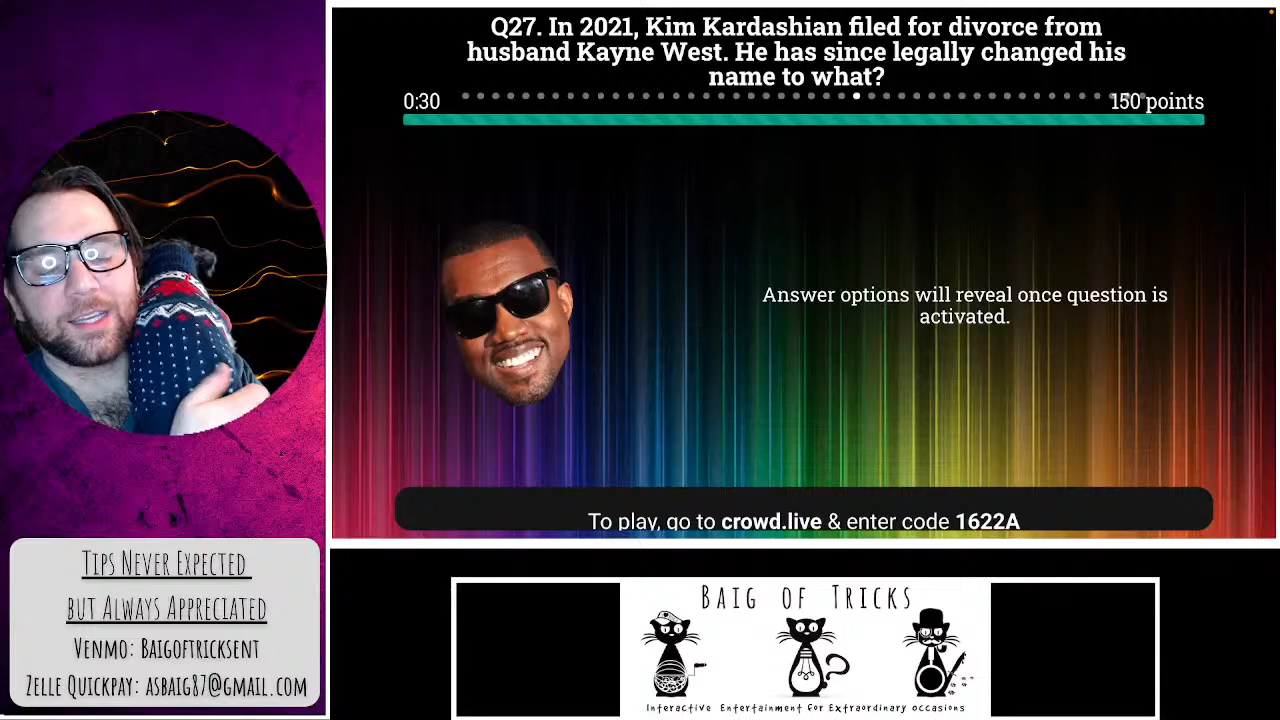 Q27. In 2021, Kim Kardashian filed for divorce from
husband Kayne West. He has since legally changed his
name to what?
0:30
150 points
Answer options will reveal once question is
activated.
To play, go to crowd.live & enter code 1622A
Tips Never Expected
but Always Appreciated
Venmo: Baigoftricksent
Zelle Quickpay: asbaig87@gmail.com
Baig of Tricks
Interactive Entertainment for Extraordinary occasions